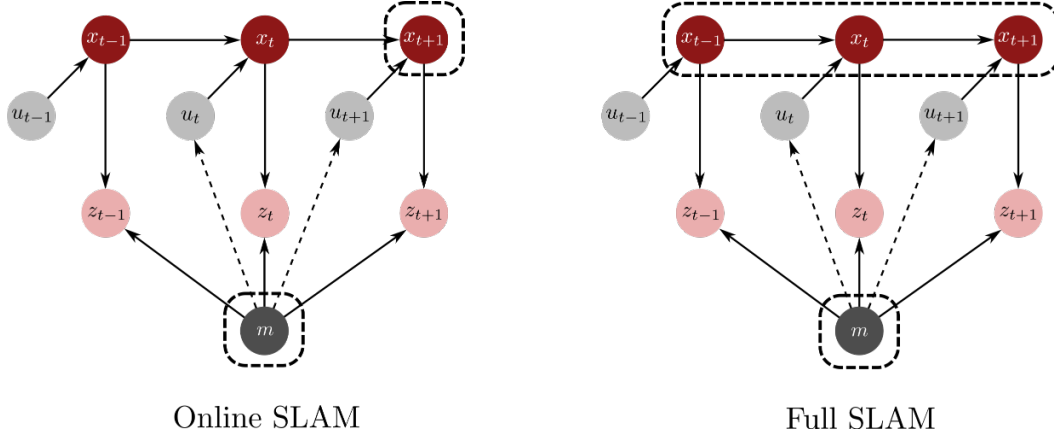 x_{t-1} x_t x_{t+1} x_{t-1} x_t x_{t+1}
u_{t-1} u_t u_{t+1} u_{t-1} u_t u_{t+1}
z_{t-1} z_t z_{t+1} z_{t-1} z_t z_{t+1}
m m
Online SLAM Full SLAM